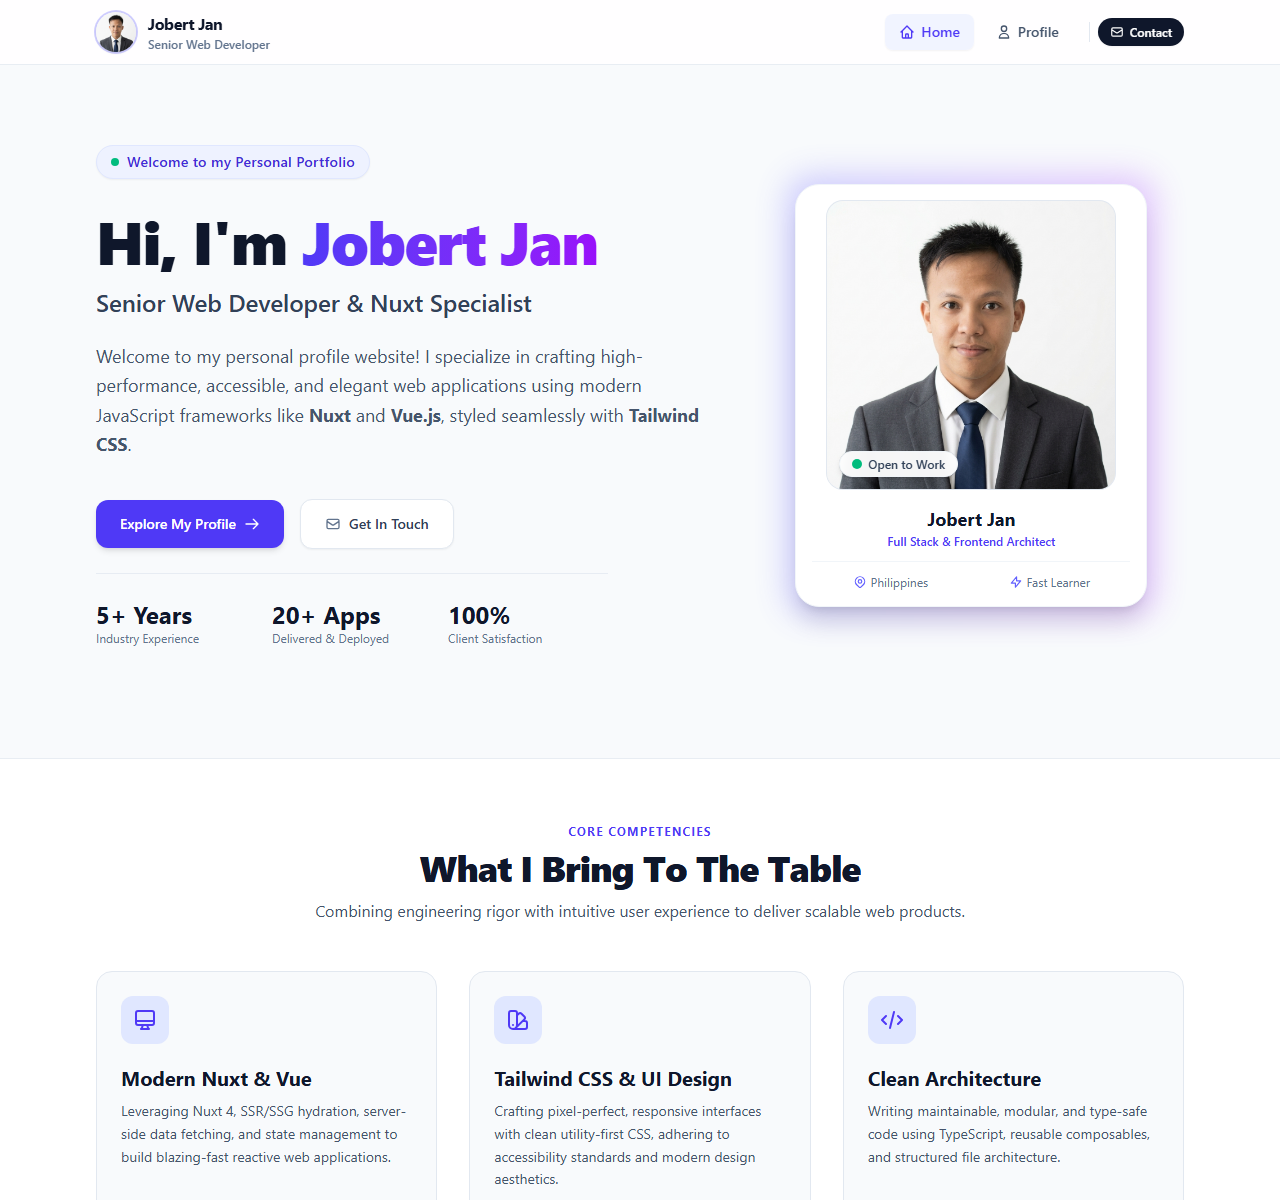 Jobert Jan
Senior Web Developer
Home
Profile
Contact
Welcome to my Personal Portfolio
Hi, I'm Jobert Jan
Senior Web Developer & Nuxt Specialist
Welcome to my personal profile website! I specialize in crafting high-
performance, accessible, and elegant web applications using modern
JavaScript frameworks like Nuxt and Vue.js, styled seamlessly with Tailwind
CSS.
Explore My Profile
Get In Touch
5+ Years
Industry Experience
20+ Apps
Delivered & Deployed
100%
Client Satisfaction
Open to Work
Jobert Jan
Full Stack & Frontend Architect
Philippines
Fast Learner
CORE COMPETENCIES
What I Bring To The Table
Combining engineering rigor with intuitive user experience to deliver scalable web products.
Modern Nuxt & Vue
Leveraging Nuxt 4, SSR/SSG hydration, server-
side data fetching, and state management to
build blazing-fast reactive web applications.
Tailwind CSS & UI Design
Crafting pixel-perfect, responsive interfaces
with clean utility-first CSS, adhering to
accessibility standards and modern design
aesthetics.
Clean Architecture
Writing maintainable, modular, and type-safe
code using TypeScript, reusable composables,
and structured file architecture.